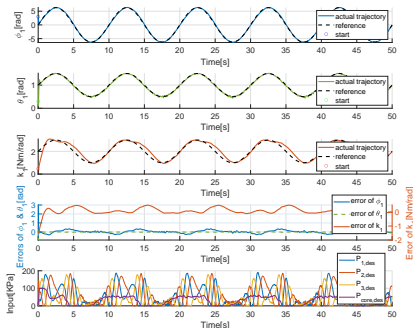 ϕ1[rad]
5
0
-5
0 5 10 15 20 25 30 35 40 45 50
Time[s]
actual trajectory
reference
start
θ1[rad]
1
0
0 5 10 15 20 25 30 35 40 45 50
Time[s]
actual trajectory
reference
start
k1[Nm/rad]
3
2
1
0
0 5 10 15 20 25 30 35 40 45 50
Time[s]
actual trajectory
reference
start
Errors of ϕ1 & θ1[rad]
3
2
1
0
0 5 10 15 20 25 30 35 40 45 50
Time[s]
error of ϕ1
error of θ1
error of k1
0
-1
-2
Error of k1[Nm/rad]
Input[KPa]
200
100
0
0 5 10 15 20 25 30 35 40 45 50
Time[s]
P1,des
P2,des
P3,des
Pcore,des